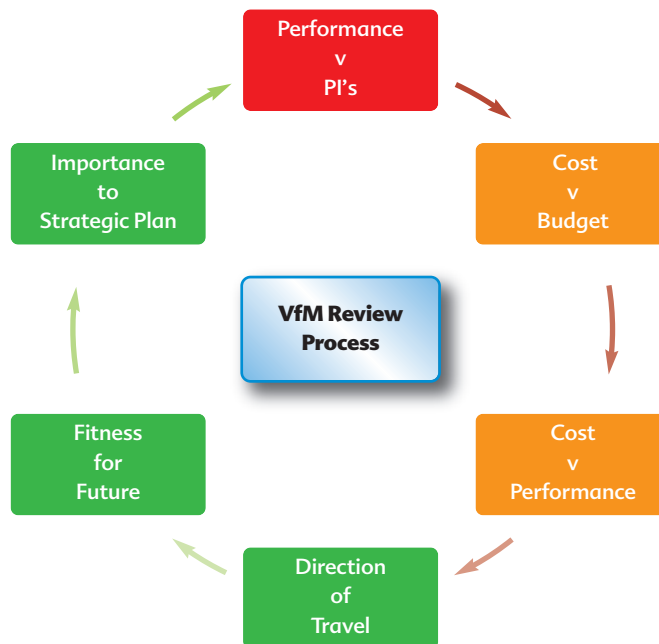 Performance
v
PI's
Cost
v
Budget
Cost
v
Performance
Direction
of
Travel
Fitness
for
Future
Importance
to
Strategic Plan
VfM Review
Process